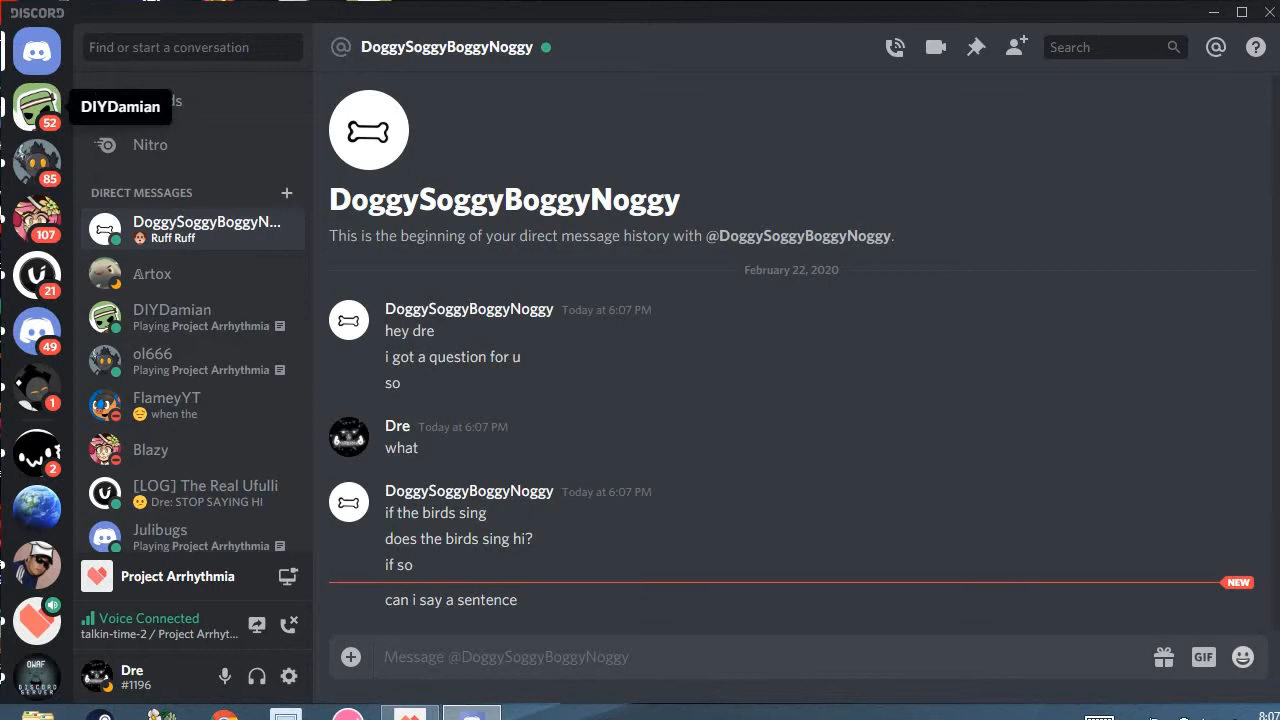 DISCORD
Find or start a conversation
DoggySoggyBoggyNoggy
Search
52
DIYDamian
ds
85
Nitro
107
DIRECT MESSAGES
DoggySoggyBoggyN...
Ruff Ruff
21
Artox
49
DIYDamian
Playing Project Arrhythmia
ol666
Playing Project Arrhythmia
1
FlameyYT
when the
2
Blazy
[LOG] The Real Ufulli
Dre: STOP SAYING HI
Julibugs
Playing Project Arrhythmia
Project Arrhythmia
Voice Connected
talkin-time-2 / Project Arrhyt...
OWAF
DISCORD
SERVER
Dre
#1196
DoggySoggyBoggyNoggy
This is the beginning of your direct message history with @DoggySoggyBoggyNoggy.
February 22, 2020
DoggySoggyBoggyNoggy Today at 6:07 PM
hey dre
i got a question for u
so
Dre Today at 6:07 PM
what
DoggySoggyBoggyNoggy Today at 6:07 PM
if the birds sing
does the birds sing hi?
if so
NEW
can i say a sentence
Message @DoggySoggyBoggyNoggy
GIF
8:07